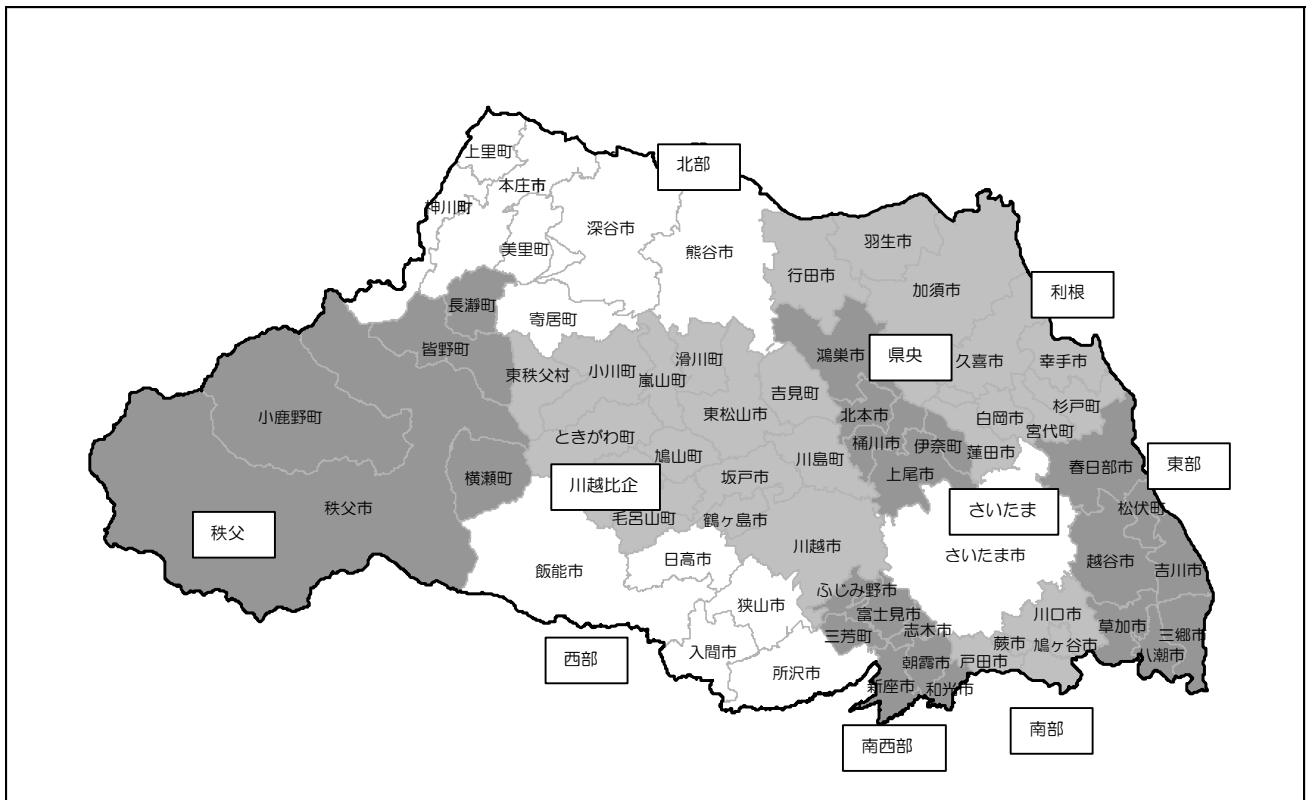 北部
上里町
本庄市
神川町
深谷市
美里町
熊谷市
羽生市
行田市
加須市
利根
長瀞町
寄居町
皆野町
鴻巣市
県央
久喜市
幸手市
東秩父村
小川町
嵐山町
滑川町
吉見町
小鹿野町
東松山市
北本市
白岡市
杉戸町
宮代町
ときがわ町
桶川市
伊奈町
蓮田市
鳩山町
川島町
東部
春日部市
横瀬町
坂戸市
上尾市
川越比企
秩父市
松伏町
さいたま
毛呂山町
鶴ヶ島市
秩父
川越市
さいたま市
日高市
越谷市
飯能市
吉川市
ふじみ野市
狭山市
富士見市
川口市
志木市
草加市
三郷市
三芳町
蕨市
鳩ヶ谷市
入間市
八潮市
西部
朝霞市
戸田市
所沢市
新座市
和光市
南部
南西部